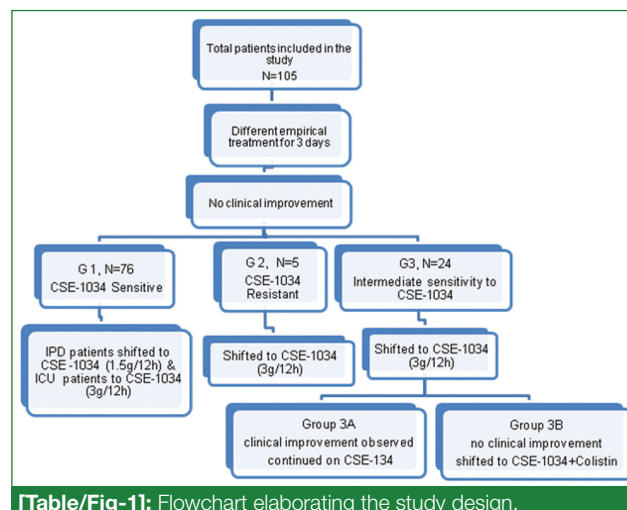 Total patients included in the
study
N=105
Different empirical
treatment for 3 days
No clinical improvement
G 1, N=76
CSE-1034 Sensitive
G 2, N=5
CSE-1034
Resistant
G3, N=24
Intermediate sensitivity to
CSE-1034
IPD patients shifted to
CSE -1034 (1.5g/12h) &
ICU patients to CSE-1034
(3g/12h)
Shifted to CSE-1034
(3g/12h)
Shifted to CSE-1034
(3g/12h)
Group 3A
clinical improvement observed
continued on CSE-134
Group 3B
no clinical improvement
shifted to CSE-1034+Colistin
[Table/Fig-1]: Flowchart elaborating the study design.